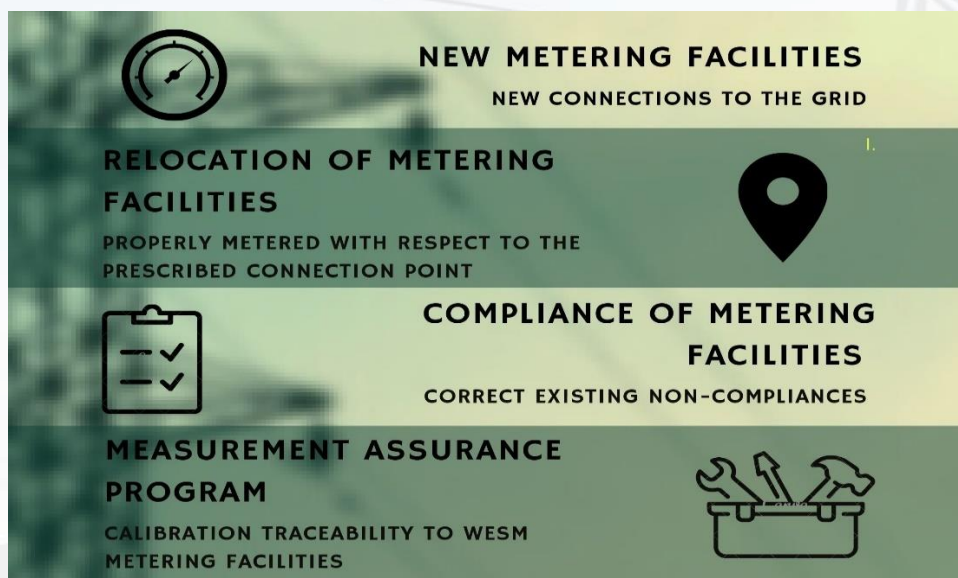 NEW METERING FACILITIES
NEW CONNECTIONS TO THE GRID
I.
RELOCATION OF METERING
FACILITIES
PROPERLY METERED WITH RESPECT TO THE
PRESCRIBED CONNECTION POINT
COMPLIANCE OF METERING
FACILITIES
CORRECT EXISTING NON-COMPLIANCES
MEASUREMENT ASSURANCE
PROGRAM
CALIBRATION TRACEABILITY TO WESM
METERING FACILITIES